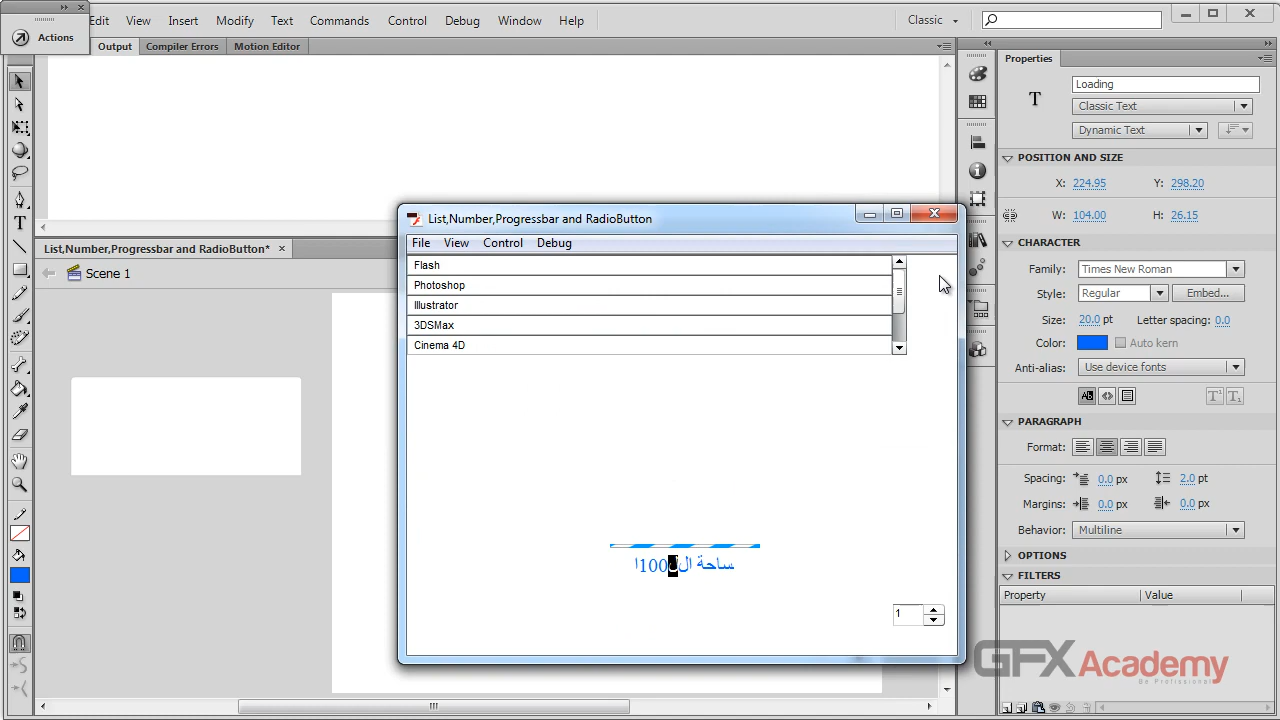 Edit View Insert Modify Text Commands Control Debug Window Help
Classic
Actions
Output Compiler Errors Motion Editor
Properties
Loading
Classic Text
Dynamic Text
POSITION AND SIZE
X: 224.95 Y: 298.20
W: 104.00 H: 26.15
CHARACTER
Family: Times New Roman
Style: Regular Embed...
Size: 20.0 pt Letter spacing: 0.0
Color: Auto kern
Anti-alias: Use device fonts
PARAGRAPH
Format:
Spacing: 0.0 px 2.0 pt
Margins: 0.0 px 0.0 px
Behavior: Multiline
OPTIONS
FILTERS
Property Value
List,Number,Progressbar and RadioButton*
Scene 1
List,Number,Progressbar and RadioButton
File View Control Debug
Flash
Photoshop
Illustrator
3DSMax
Cinema 4D
1
GFX Academy
Be Professional